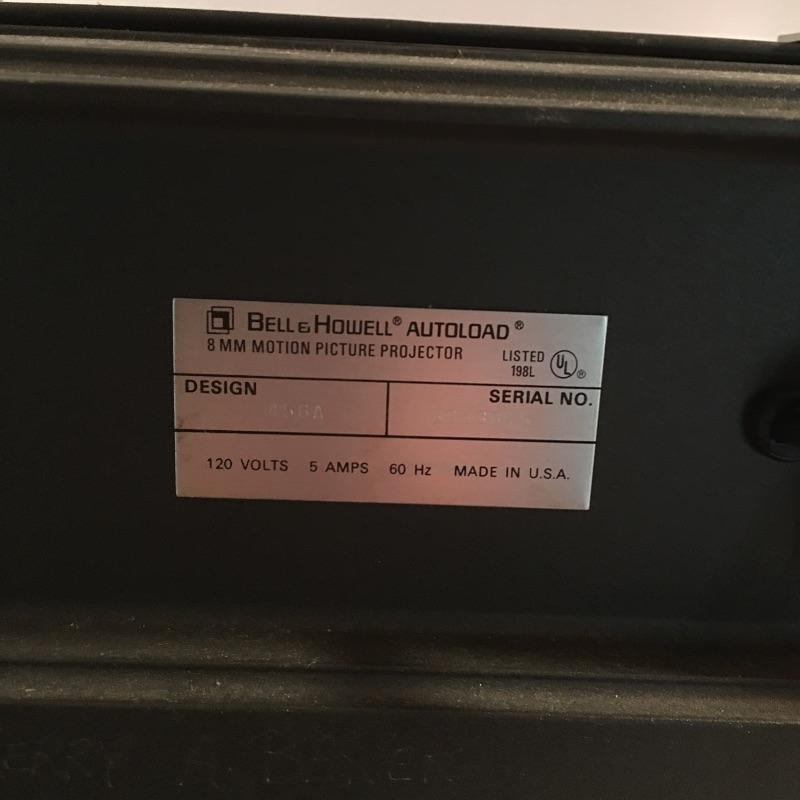 BELL & HOWELL® AUTOLOAD®
8 MM MOTION PICTURE PROJECTOR
LISTED 198L UL®
DESIGN
456A
SERIAL NO.
120 VOLTS 5 AMPS 60 Hz MADE IN U.S.A.